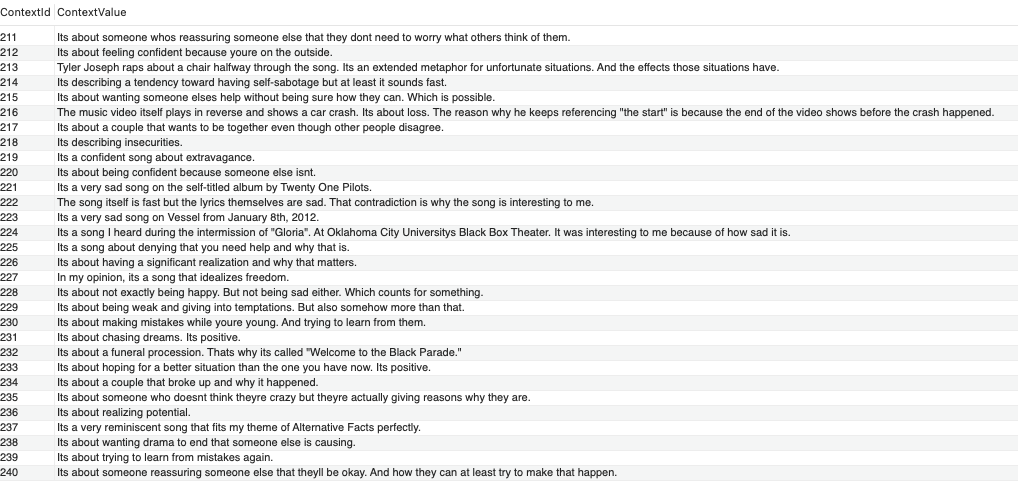 ContextId ContextValue
211 Its about someone whos reassuring someone else that they dont need to worry what others think of them.
212 Its about feeling confident because youre on the outside.
213 Tyler Joseph raps about a chair halfway through the song. Its an extended metaphor for unfortunate situations. And the effects those situations have.
214 Its describing a tendency toward having self-sabotage but at least it sounds fast.
215 Its about wanting someone elses help without being sure how they can. Which is possible.
216 The music video itself plays in reverse and shows a car crash. Its about loss. The reason why he keeps referencing "the start" is because the end of the video shows before the crash happened.
217 Its about a couple that wants to be together even though other people disagree.
218 Its describing insecurities.
219 Its a confident song about extravagance.
220 Its about being confident because someone else isnt.
221 Its a very sad song on the self-titled album by Twenty One Pilots.
222 The song itself is fast but the lyrics themselves are sad. That contradiction is why the song is interesting to me.
223 Its a very sad song on Vessel from January 8th, 2012.
224 Its a song I heard during the intermission of "Gloria". At Oklahoma City Universitys Black Box Theater. It was interesting to me because of how sad it is.
225 Its a song about denying that you need help and why that is.
226 Its about having a significant realization and why that matters.
227 In my opinion, its a song that idealizes freedom.
228 Its about not exactly being happy. But not being sad either. Which counts for something.
229 Its about being weak and giving into temptations. But also somehow more than that.
230 Its about making mistakes while youre young. And trying to learn from them.
231 Its about chasing dreams. Its positive.
232 Its about a funeral procession. Thats why its called "Welcome to the Black Parade."
233 Its about hoping for a better situation than the one you have now. Its positive.
234 Its about a couple that broke up and why it happened.
235 Its about someone who doesnt think theyre crazy but theyre actually giving reasons why they are.
236 Its about realizing potential.
237 Its a very reminiscent song that fits my theme of Alternative Facts perfectly.
238 Its about wanting drama to end that someone else is causing.
239 Its about trying to learn from mistakes again.
240 Its about someone reassuring someone else that theyll be okay. And how they can at least try to make that happen.